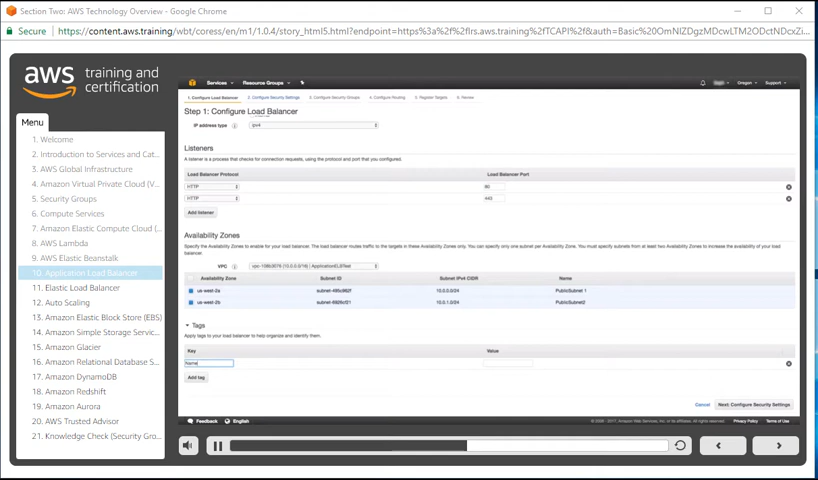 Section Two: AWS Technology Overview - Google Chrome
Secure https://content.aws.training/wbt/coress/en/m1/1.0.4/story_html5.html?endpoint=https%3a%2f%2flrs.aws.training%2fTCAPI%2f&auth=Basic%20OmNlZDgzMDcwLTM2ODctNDcxZi...
aws training and certification
Menu
1. Welcome
2. Introduction to Services and Cat...
3. AWS Global Infrastructure
4. Amazon Virtual Private Cloud (V...
5. Security Groups
6. Compute Services
7. Amazon Elastic Compute Cloud (...
8. AWS Lambda
9. AWS Elastic Beanstalk
10. Application Load Balancer
11. Elastic Load Balancer
12. Auto Scaling
13. Amazon Elastic Block Store (EBS)
14. Amazon Simple Storage Servic...
15. Amazon Glacier
16. Amazon Relational Database S...
17. Amazon DynamoDB
18. Amazon Redshift
19. Amazon Aurora
20. AWS Trusted Advisor
21. Knowledge Check (Security Gro...
Services Resource Groups Oregon Support
1. Configure Load Balancer 2. Configure Security Settings 3. Configure Security Groups 4. Configure Routing 5. Register Targets 6. Review
Step 1: Configure Load Balancer
IP address type ipv4
Listeners
A listener is a process that checks for connection requests, using the protocol and port that you configured.
Load Balancer Protocol Load Balancer Port
HTTP 80
HTTP 443
Add listener
Availability Zones
Specify the Availability Zones to enable for your load balancer. The load balancer routes traffic to the targets in these Availability Zones only. You can specify only one subnet per Availability Zone. You must specify subnets from at least two Availability Zones to increase the availability of your load
balancer.
VPC (10.0.0.0/16) | ApplicationELBTest
Availability Zone Subnet ID Subnet IPv4 CIDR Name
us-west-2a 10.0.0.0/24 PublicSubnet 1
us-west-2b 10.0.1.0/24 PublicSubnet2
Tags
Apply tags to your load balancer to help organize and identify them.
Key Value
Name
Add tag
Cancel Next: Configure Security Settings
Feedback English © 2008 - 2017, Amazon Web Services, Inc. or its affiliates. All rights reserved. Privacy Policy Terms of Use